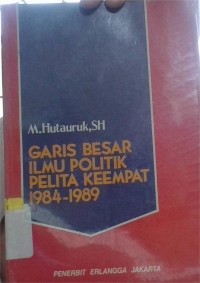 M.Hutauruk,SH
GARIS BESAR
ILMU POLITIK
PELITA KEEMPAT
1984-1989
PENERBIT ERLANGGA JAKARTA